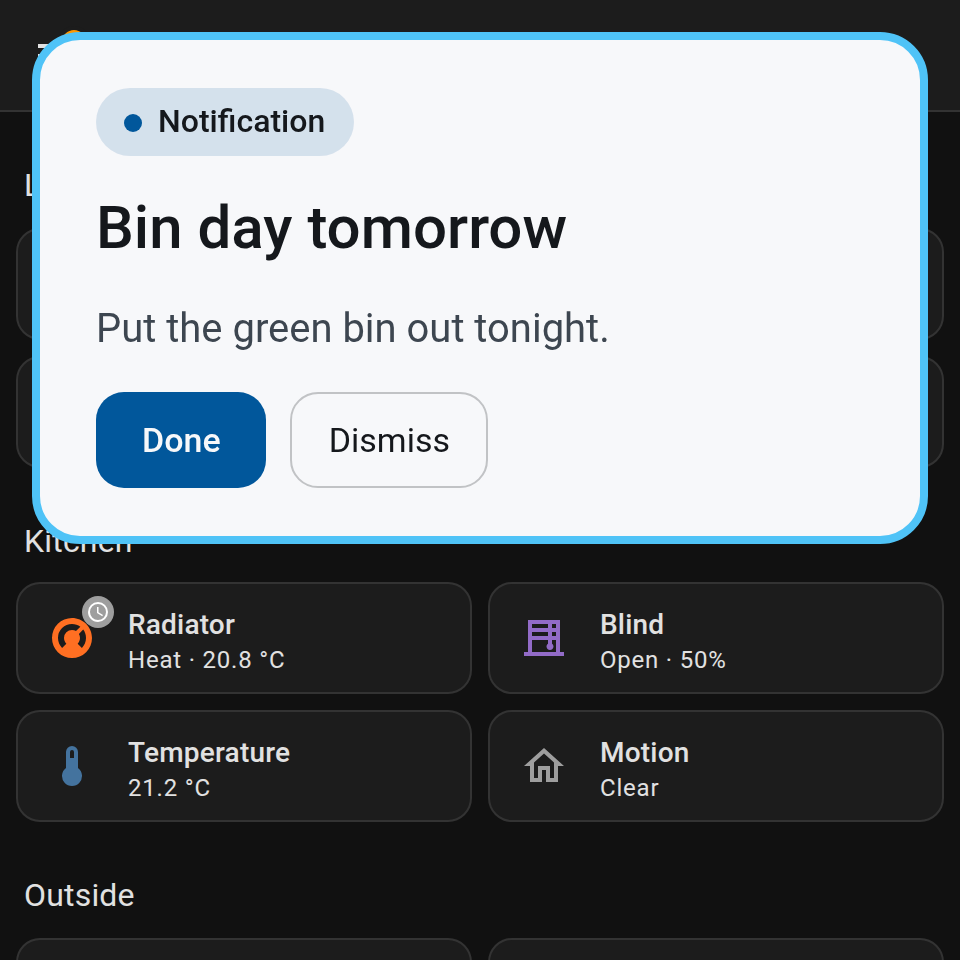 Notification
Bin day tomorrow
Put the green bin out tonight.
Done
Dismiss
Kitchen
Radiator
Heat · 20.8 °C
Blind
Open · 50%
Temperature
21.2 °C
Motion
Clear
Outside